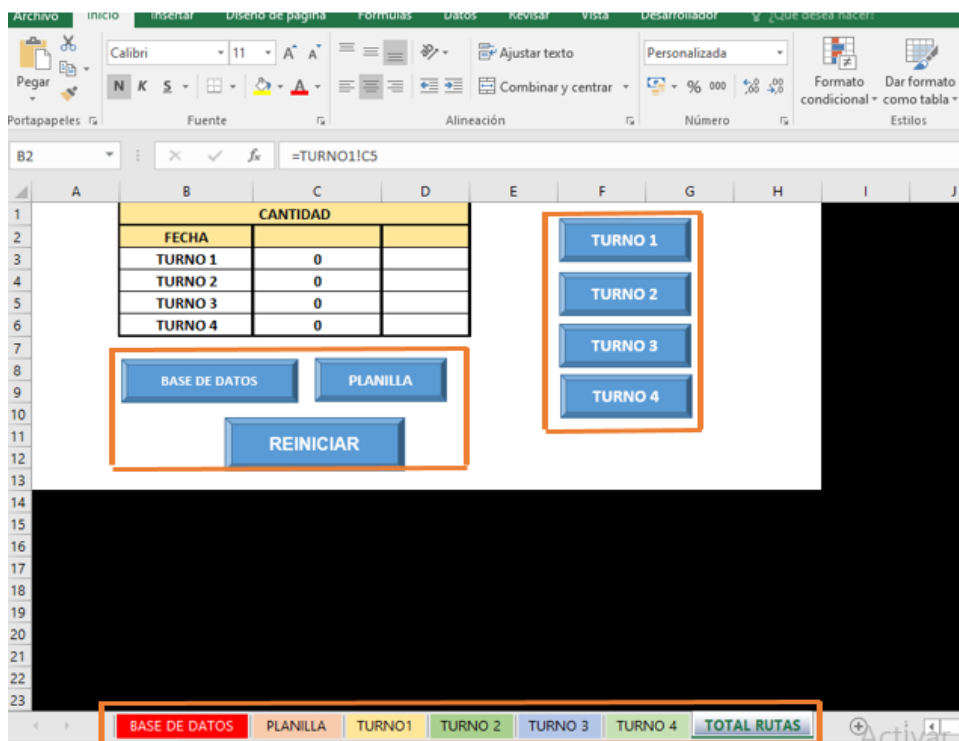 Archivo Inicio Insertar Diseño de página Formulas Datos Revisar Vista Desarrollador ¿Qué desea hacer?
Calibri 11 A A Ajustar texto Personalizada
Pegar N K S A Combinar y centrar % 000 Formato condicional Dar formato como tabla
Portapapeles Fuente Alineación Número Estilos
B2 fx =TURNO1!C5
A B C D E F G H I J
1 CANTIDAD
2 FECHA TURNO 1
3 TURNO 1 0
4 TURNO 2 0 TURNO 2
5 TURNO 3 0
6 TURNO 4 0
7 TURNO 3
8 BASE DE DATOS PLANILLA
9 TURNO 4
10
11 REINICIAR
12
13
14
15
16
17
18
19
20
21
22
23
BASE DE DATOS PLANILLA TURNO1 TURNO 2 TURNO 3 TURNO 4 TOTAL RUTAS
Activar